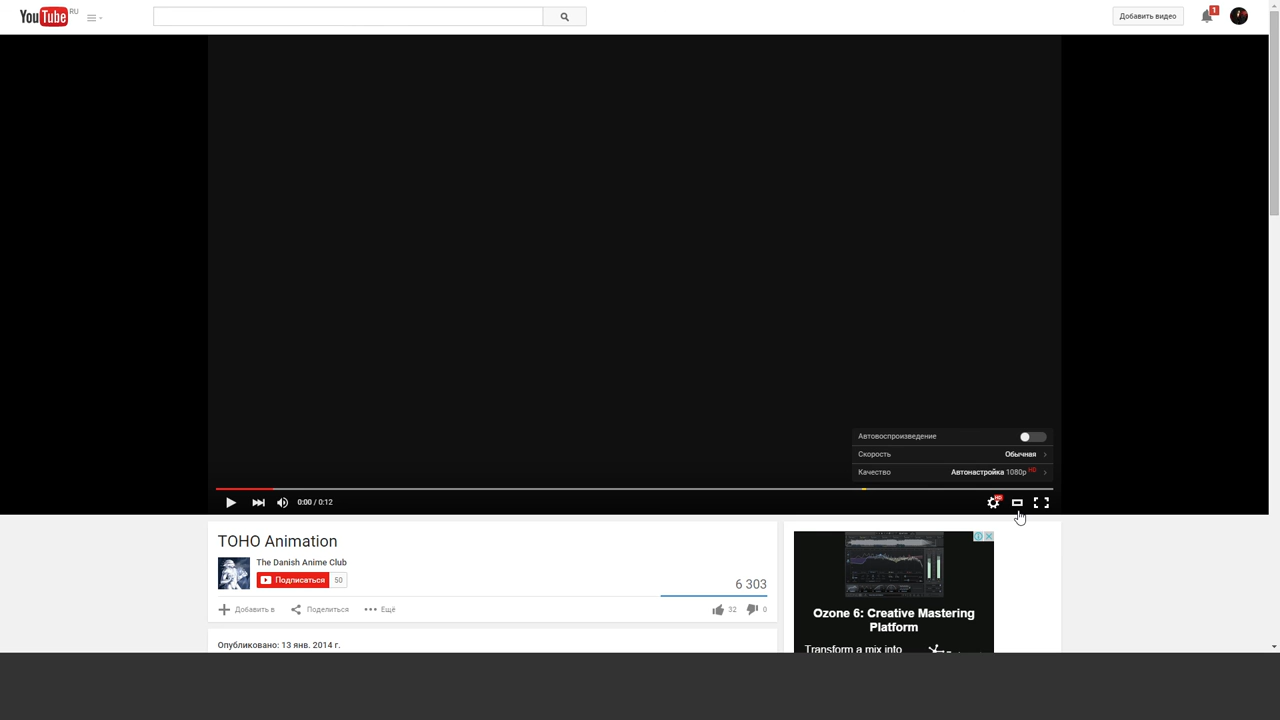 YouTube RU
Добавить видео
1
Автовоспроизведение
Скорость Обычная
Качество Автонастройка 1080p HD
0:00 / 0:12
HD
TOHO Animation
The Danish Anime Club
Подписаться 50
6 303
Добавить в Поделиться Ещё 32 0
Опубликовано: 13 янв. 2014 г.
Ozone 6: Creative Mastering
Platform
Transform a mix into